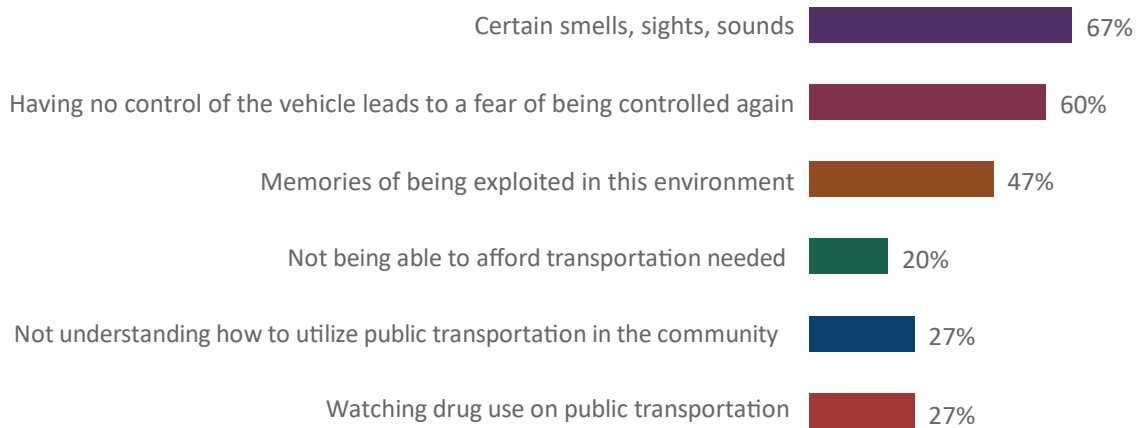 Certain smells, sights, sounds 67%
Having no control of the vehicle leads to a fear of being controlled again 60%
Memories of being exploited in this environment 47%
Not being able to afford transportation needed 20%
Not understanding how to utilize public transportation in the community 27%
Watching drug use on public transportation 27%